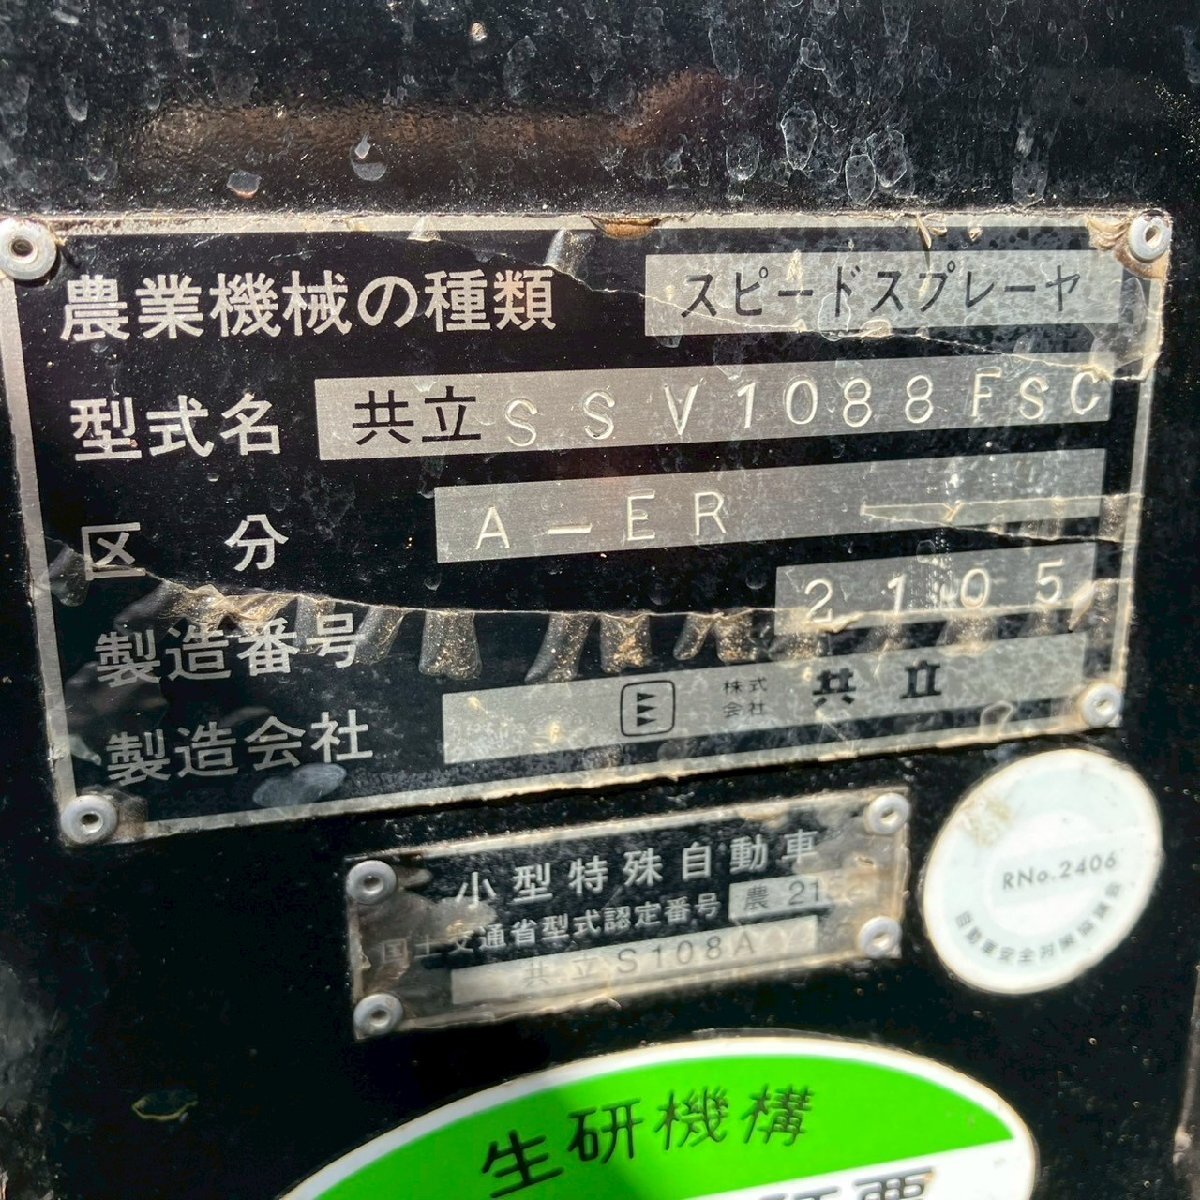 農業機械の種類 スピードスプレーヤ
型式名 共立SSV1088FSC
区分 A-ER
製造番号 2105
製造会社 株式会社 共立
小型特殊自動車
国土交通省型式認定番号 農21
共立S108A
RNo.2406
生研機構